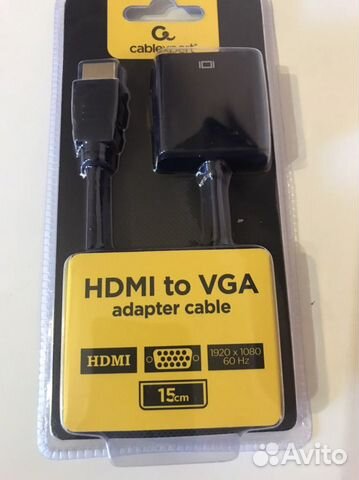 cablexpert
HDMI to VGA
adapter cable
HDMI
1920 x 1080
60 Hz
15cm
Avito